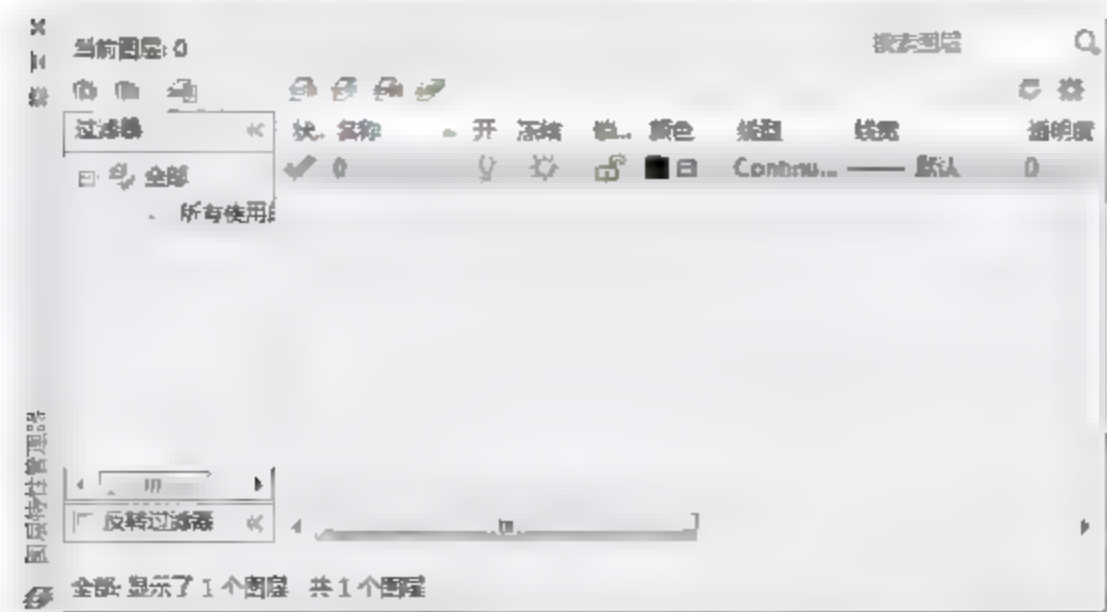 当前图层: 0
搜索图层
过滤器
状.. 名称 开 冻结 锁... 颜色 线型 线宽 透明度
全部
0 Continu... 默认 0
所有使用的
反转过滤器
图层特性管理器
全部: 显示了 1 个图层 共 1 个图层